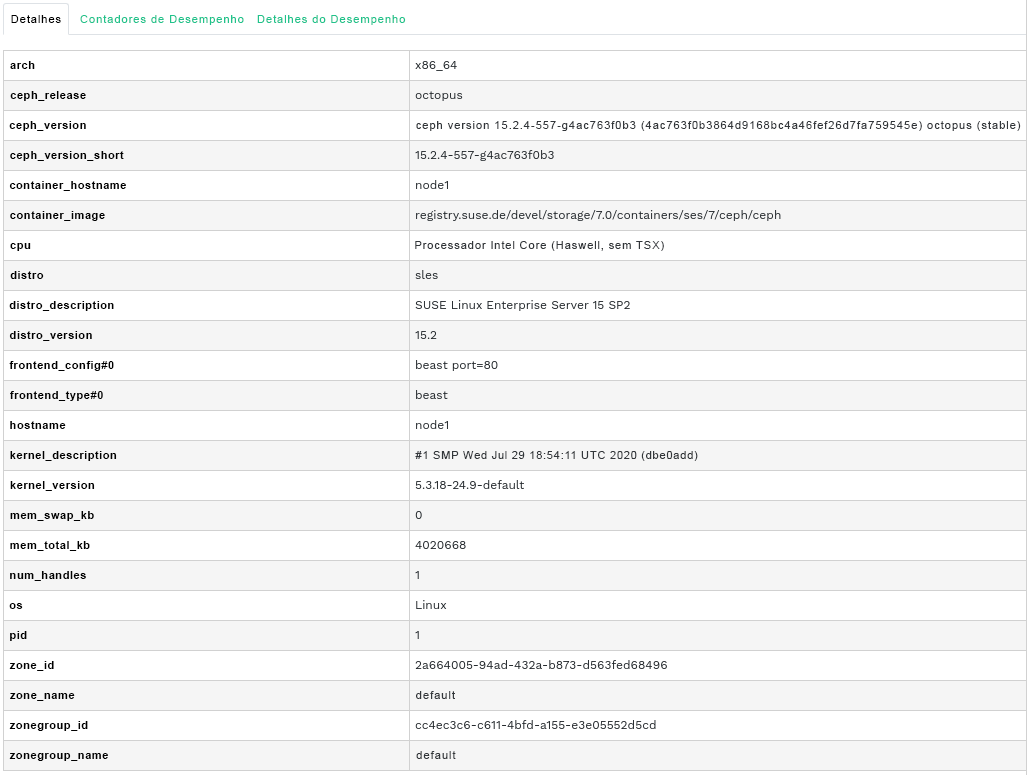 Detalhes Contadores de Desempenho Detalhes do Desempenho
arch x86_64
ceph_release octopus
ceph_version ceph version 15.2.4-557-g4ac763f0b3 (4ac763f0b3864d9168bc4a46fef26d7fa759545e) octopus (stable)
ceph_version_short 15.2.4-557-g4ac763f0b3
container_hostname node1
container_image registry.suse.de/devel/storage/7.0/containers/ses/7/ceph/ceph
cpu Processador Intel Core (Haswell, sem TSX)
distro sles
distro_description SUSE Linux Enterprise Server 15 SP2
distro_version 15.2
frontend_config#0 beast port=80
frontend_type#0 beast
hostname node1
kernel_description #1 SMP Wed Jul 29 18:54:11 UTC 2020 (dbe0add)
kernel_version 5.3.18-24.9-default
mem_swap_kb 0
mem_total_kb 4020668
num_handles 1
os Linux
pid 1
zone_id 2a664005-94ad-432a-b873-d563fed68496
zone_name default
zonegroup_id cc4ec3c6-c611-4bfd-a155-e3e05552d5cd
zonegroup_name default